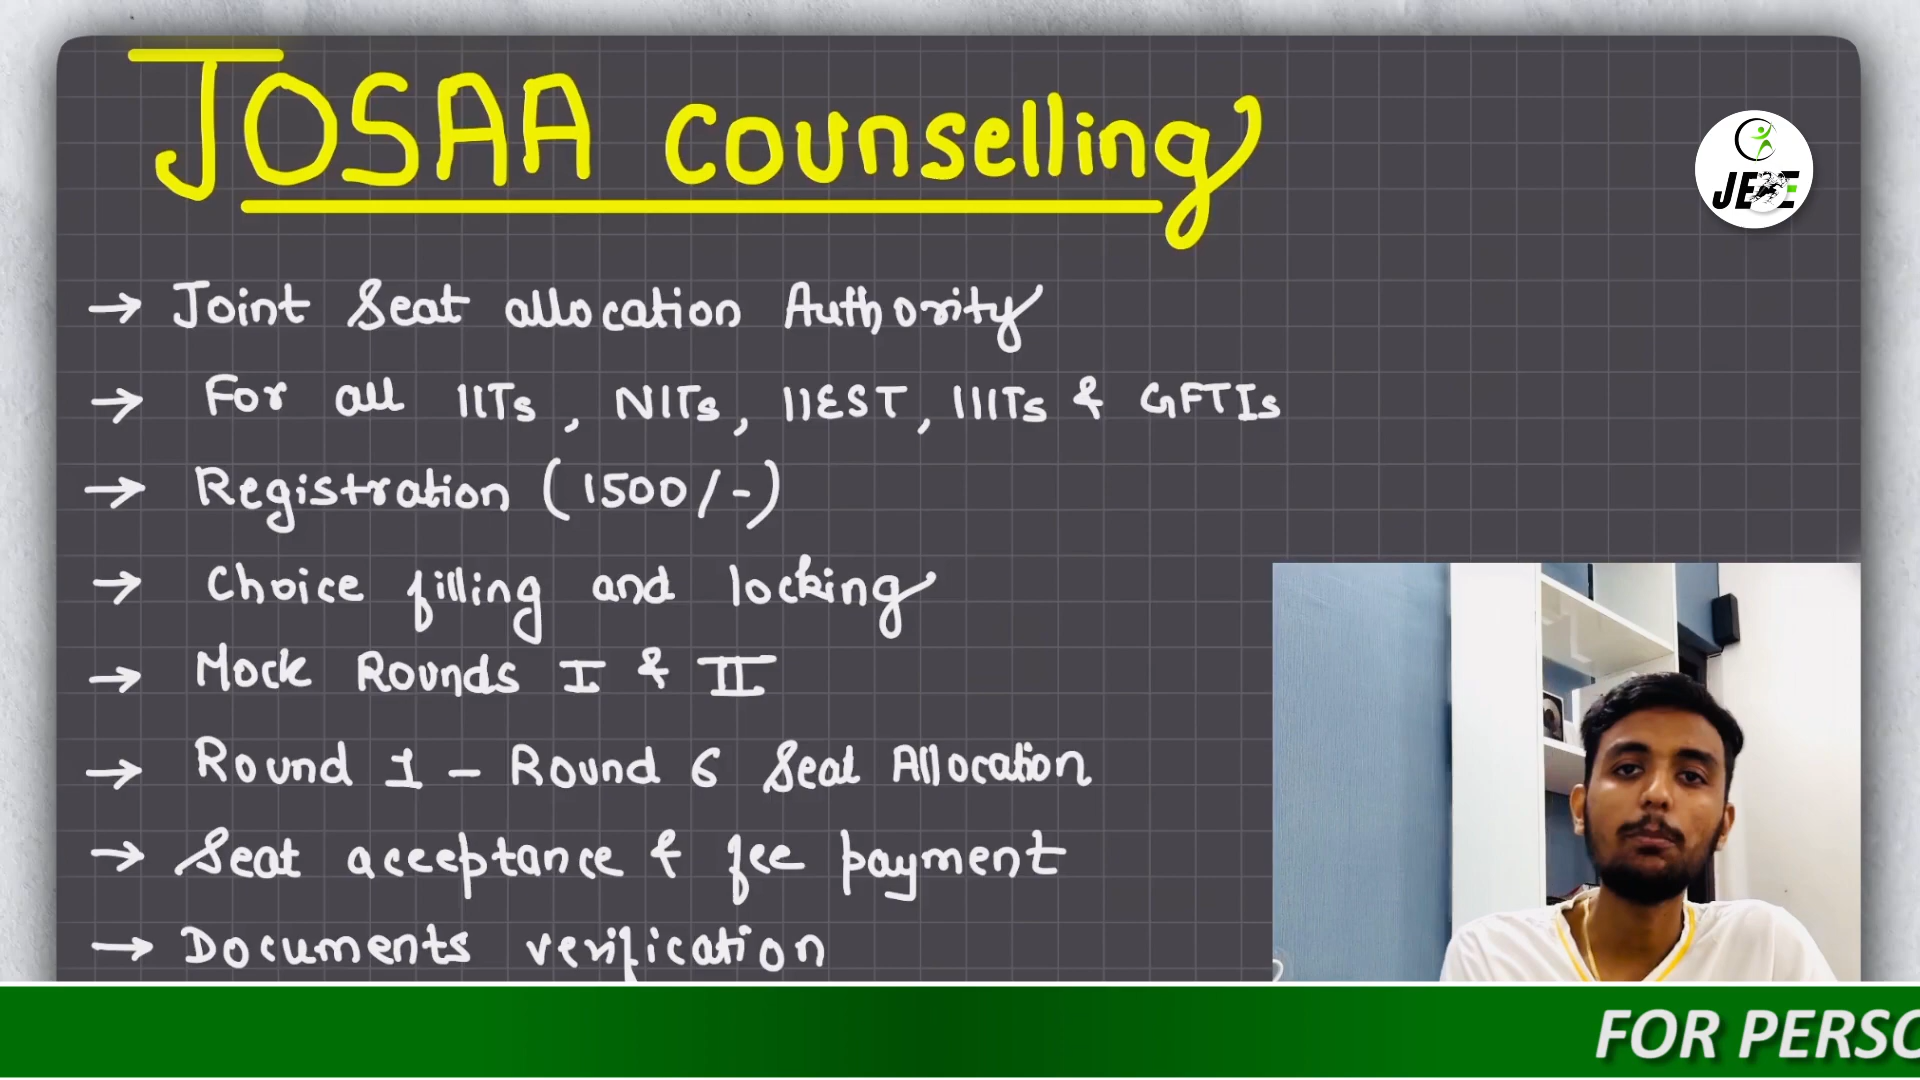 JOSAA counselling
→ Joint Seat allocation Authority
→ For all IITs, NITs, IIEST, IIITs & GFTIs
→ Registration (1500/-)
→ Choice filling and locking
→ Mock Rounds I & II
→ Round 1 - Round 6 Seat Allocation
→ Seat acceptance & fee payment
→ Documents verification
FOR PERSO